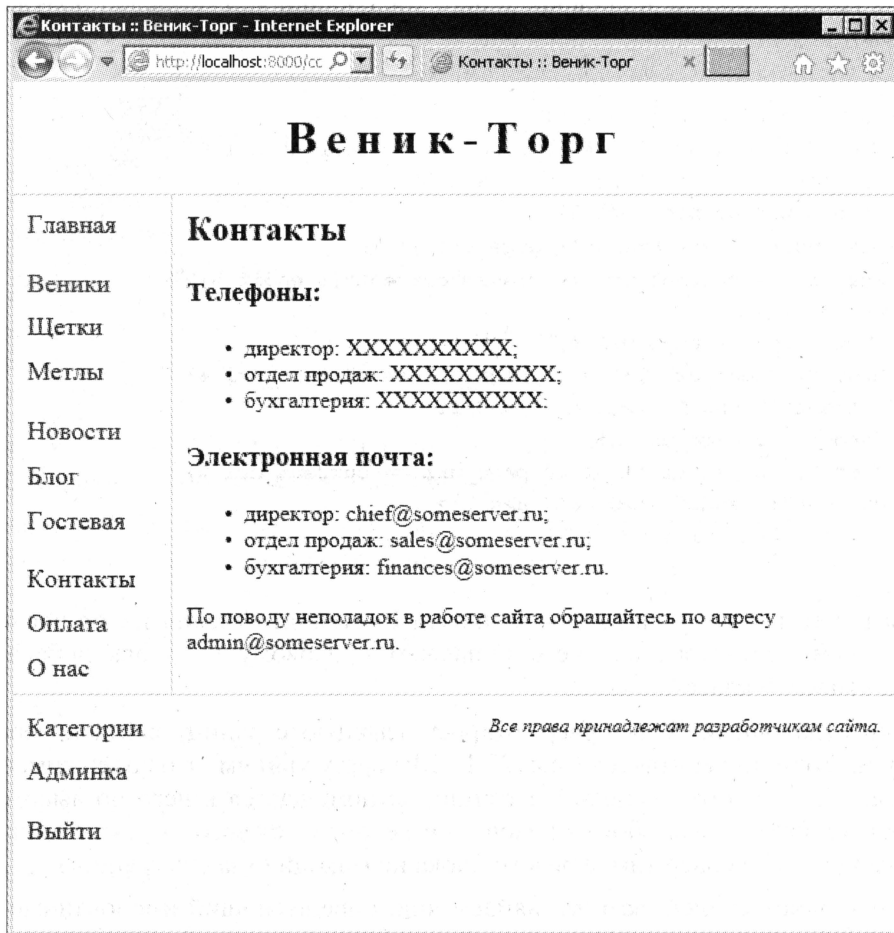 Контакты :: Веник-Торг - Internet Explorer
http://localhost:8000/cc
Контакты :: Веник-Торг
Веник-Торг
Главная
Веники
Щетки
Метлы
Новости
Блог
Гостевая
Контакты
Оплата
О нас
Категории
Админка
Выйти
Контакты
Телефоны:
• директор: XXXXXXXXXX;
• отдел продаж: XXXXXXXXXX;
• бухгалтерия: XXXXXXXXXX.
Электронная почта:
• директор: chief@someserver.ru;
• отдел продаж: sales@someserver.ru;
• бухгалтерия: finances@someserver.ru.
По поводу неполадок в работе сайта обращайтесь по адресу
admin@someserver.ru.
Все права принадлежат разработчикам сайта.